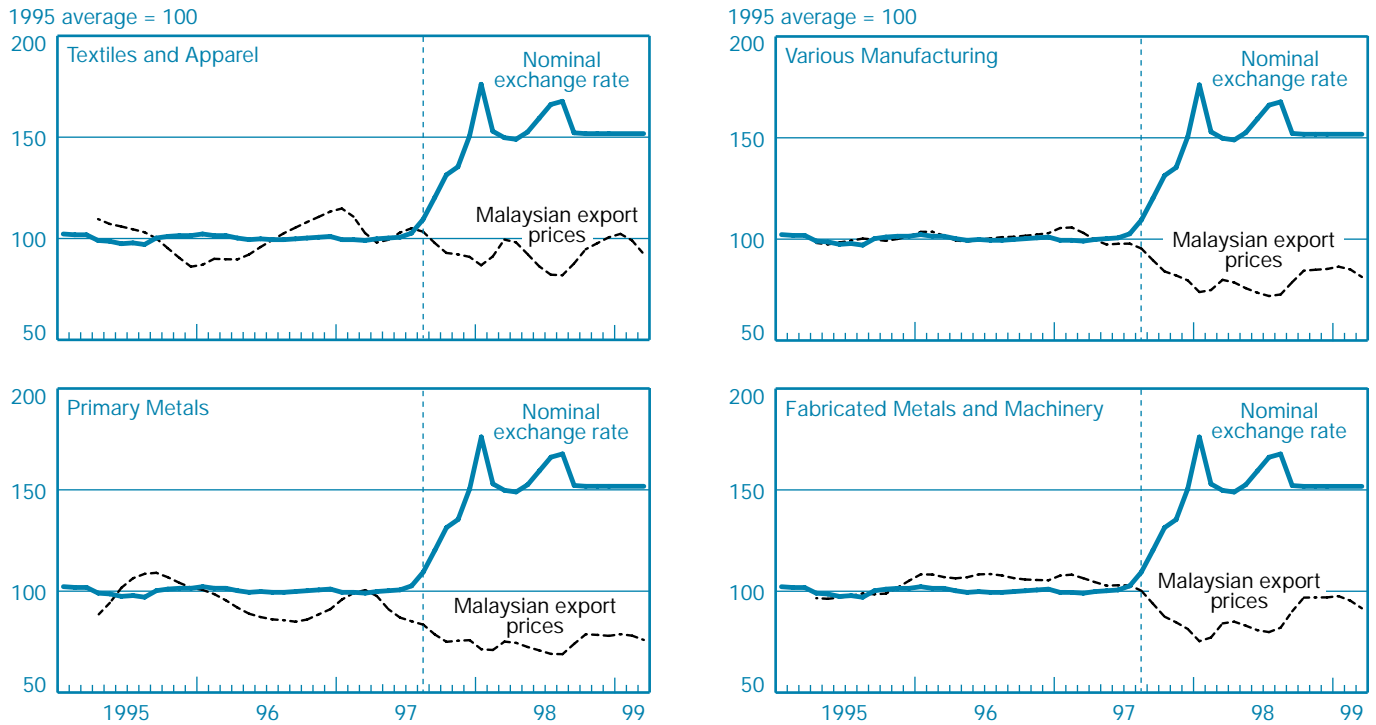 1995 average = 100
200
Textiles and Apparel
Nominal
exchange rate
150
Malaysian export
prices
100
50
1995 average = 100
200
Various Manufacturing
Nominal
exchange rate
150
Malaysian export
prices
100
50
200
Primary Metals
Nominal
exchange rate
150
100
Malaysian export
prices
50
1995 96 97 98 99
200
Fabricated Metals and Machinery
Nominal
exchange rate
150
100
Malaysian export
prices
50
1995 96 97 98 99